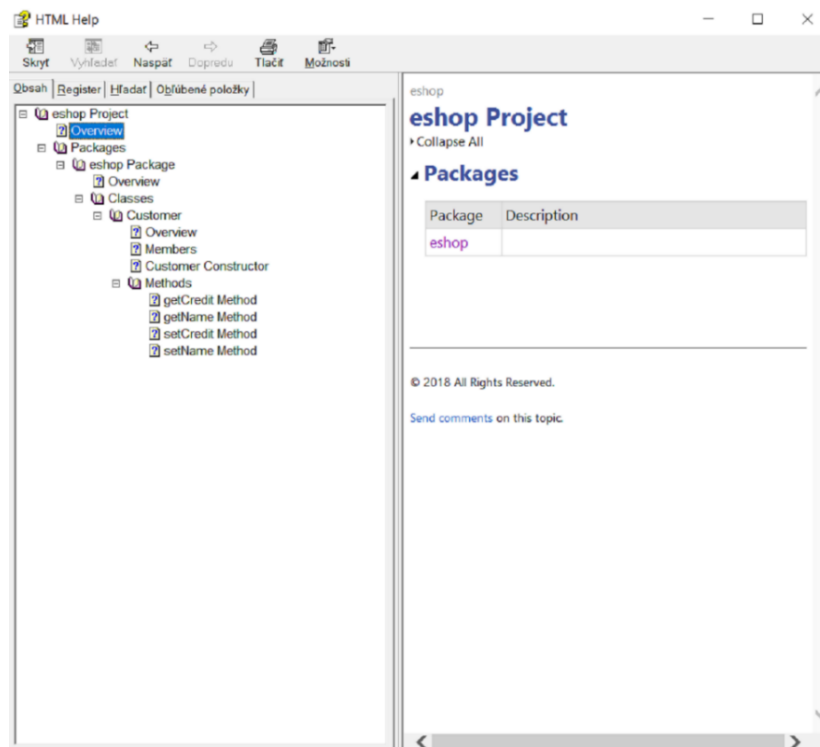 HTML Help
Skryť Vyhľadať Naspäť Dopredu Tlačiť Možnosti
Obsah Register Hľadať Obľúbené položky
eshop Project
Overview
Packages
eshop Package
Overview
Classes
Customer
Overview
Members
Customer Constructor
Methods
getCredit Method
getName Method
setCredit Method
setName Method
eshop
eshop Project
Collapse All
Packages
Package Description
eshop
© 2018 All Rights Reserved.
Send comments on this topic.